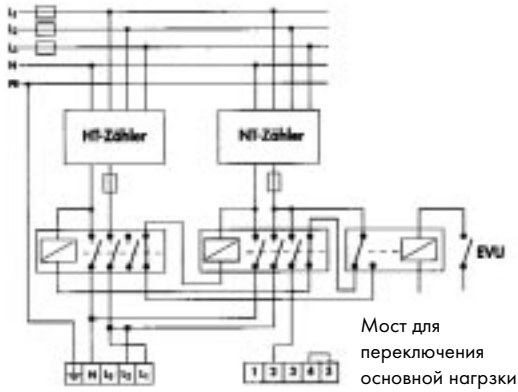 L₁
L₂
L₃
N
PE
HT-Zähler
NT-Zähler
EVU
N L₃ L₂ L₁
1 2 3 4 5
Мост для
переключения
основной нагрзки